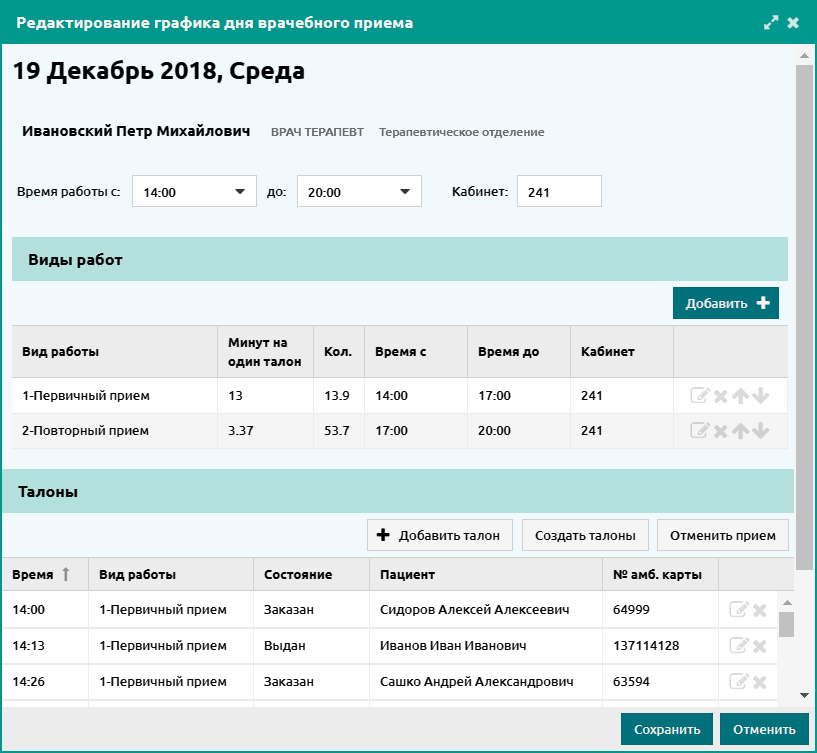 Редактирование графика дня врачебного приема
19 Декабрь 2018, Среда
Ивановский Петр Михайлович ВРАЧ ТЕРАПЕВТ Терапевтическое отделение
Время работы с: 14:00 до: 20:00 Кабинет: 241
Виды работ
Добавить
Вид работы Минут на один талон Кол. Время с Время до Кабинет
1-Первичный прием 13 13.9 14:00 17:00 241
2-Повторный прием 3.37 53.7 17:00 20:00 241
Талоны
Добавить талон Создать талоны Отменить прием
Время Вид работы Состояние Пациент № амб. карты
14:00 1-Первичный прием Заказан Сидоров Алексей Алексеевич 64999
14:13 1-Первичный прием Выдан Иванов Иван Иванович 137114128
14:26 1-Первичный прием Заказан Сашко Андрей Александрович 63594
Сохранить Отменить